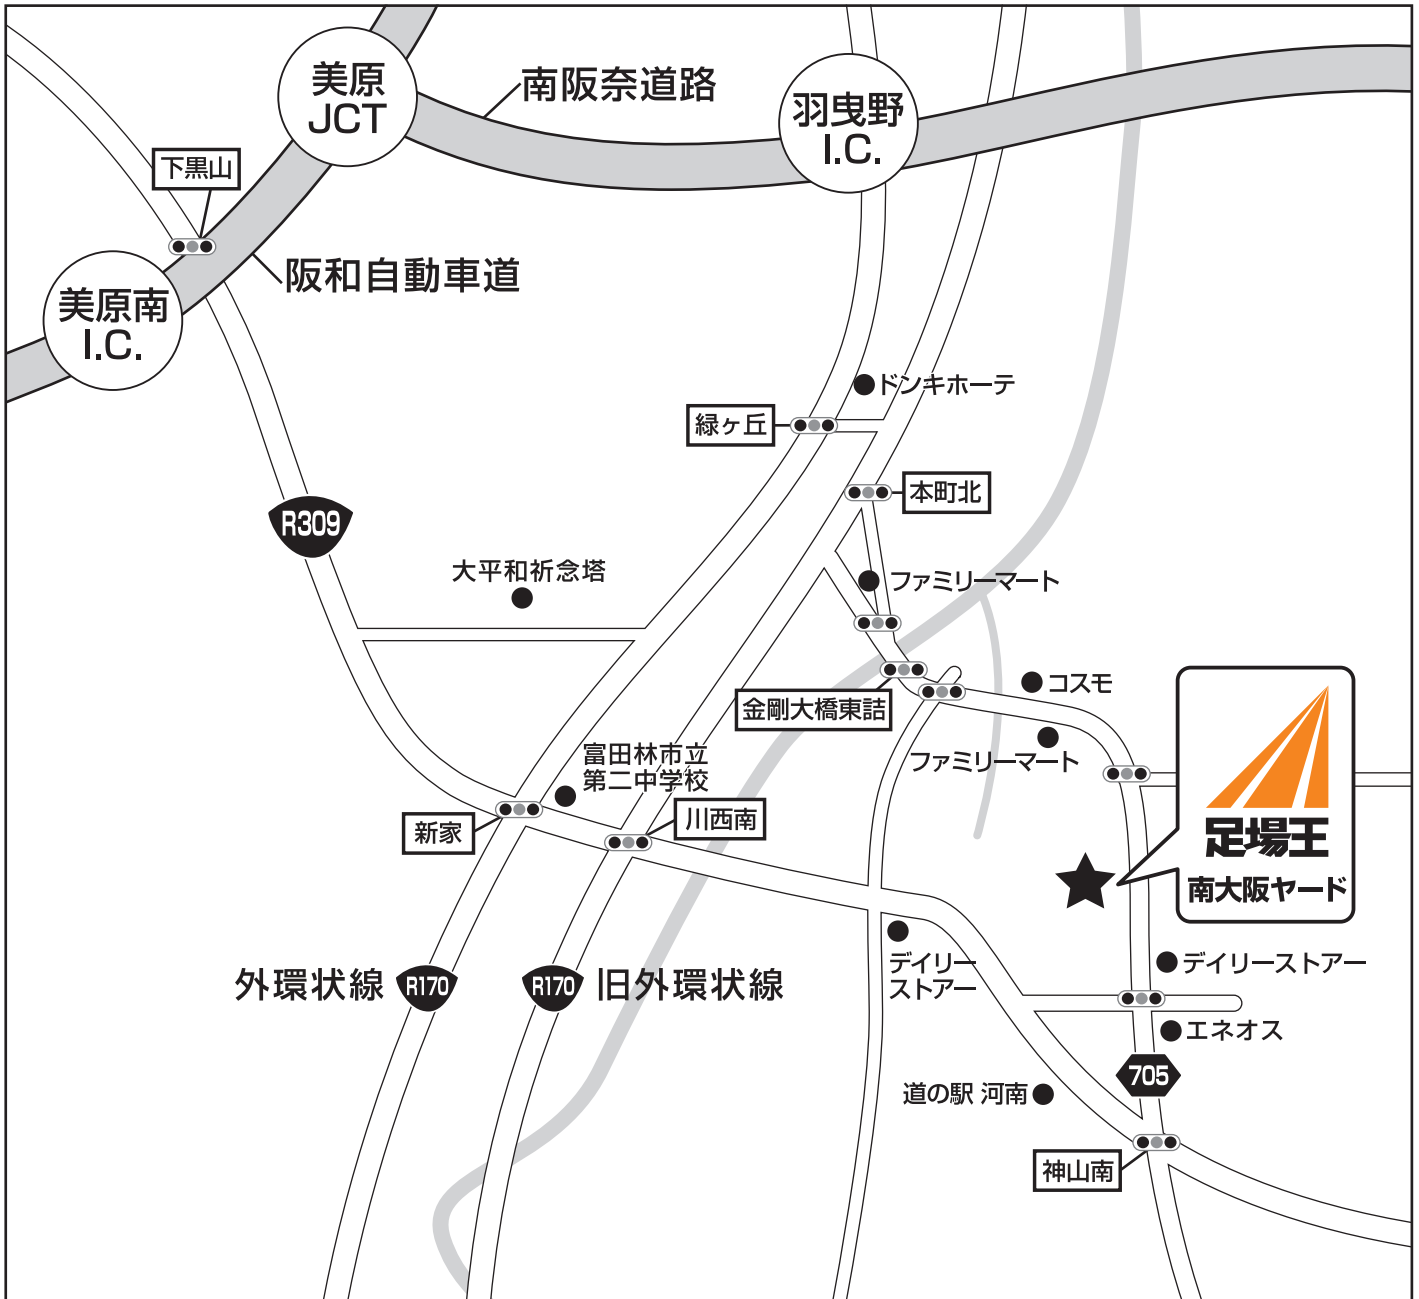 美原
JCT
南阪奈道路
羽曳野
I.C.
下黒山
阪和自動車道
美原南
I.C.
ドンキホーテ
緑ヶ丘
本町北
R309
大平和祈念塔
ファミリーマート
コスモ
金剛大橋東詰
ファミリーマート
富田林市立
第二中学校
川西南
新家
足場王
南大阪ヤード
デイリー
ストアー
デイリーストアー
外環状線
R170
R170
旧外環状線
エネオス
705
道の駅 河南
神山南